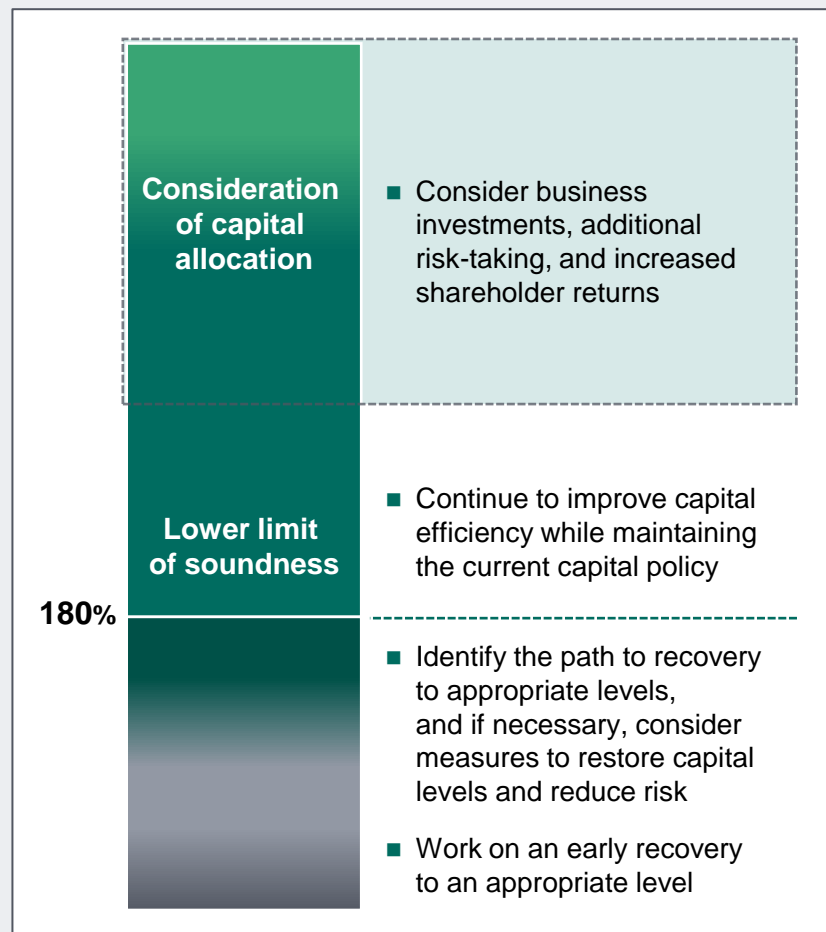 Consideration
of capital
allocation
■ Consider business
investments, additional
risk-taking, and increased
shareholder returns
Lower limit
of soundness
■ Continue to improve capital
efficiency while maintaining
the current capital policy
180%
■ Identify the path to recovery
to appropriate levels,
and if necessary, consider
measures to restore capital
levels and reduce risk
■ Work on an early recovery
to an appropriate level